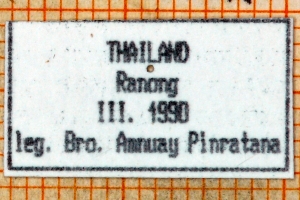 THAILAND
Ranong
III. 1990
leg. Bro. Amnuay Pinratana